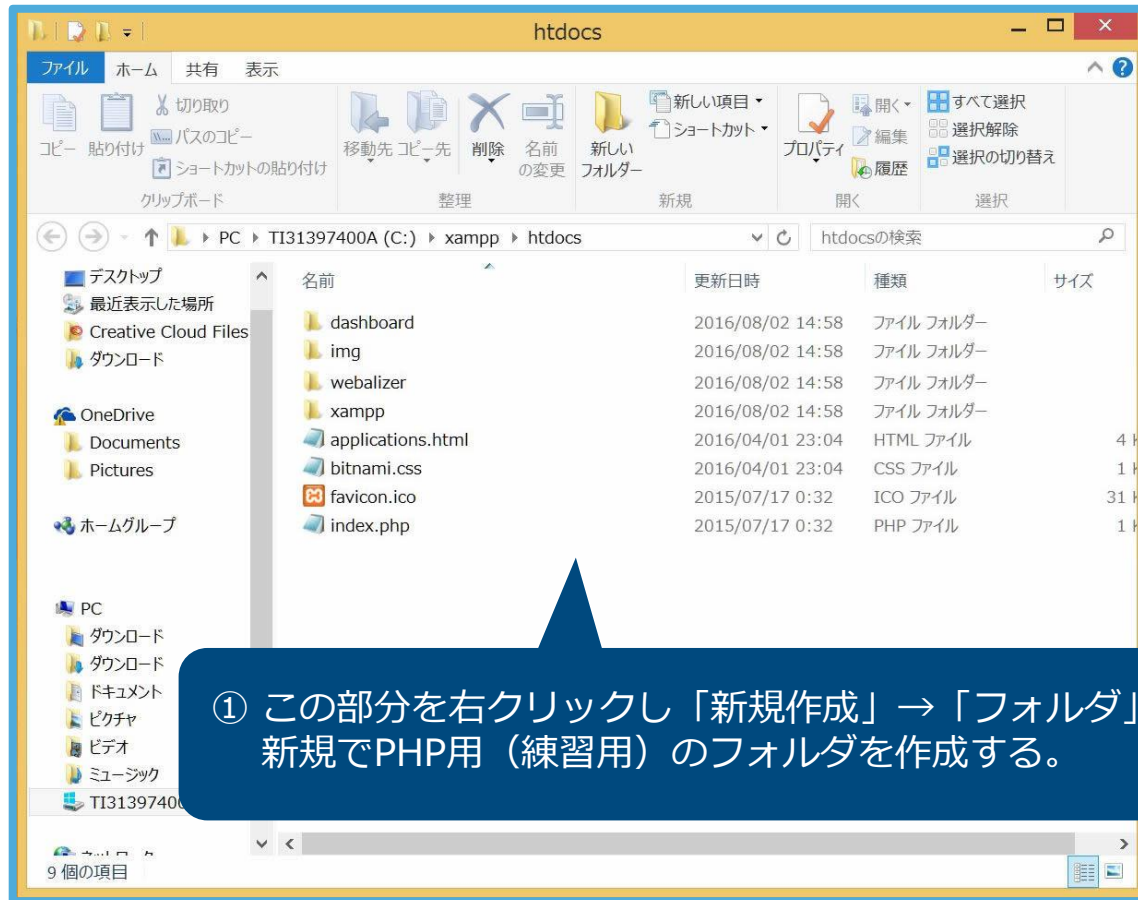 htdocs
ファイル ホーム 共有 表示
コピー 貼り付け 切り取り パスのコピー ショートカットの貼り付け
移動先 コピー先 削除 名前の変更 新しいフォルダー
新しい項目 ショートカット
プロパティ 開く 編集 履歴
すべて選択 選択解除 選択の切り替え
クリップボード 整理 新規 開く 選択
PC TI31397400A (C:) xampp htdocs htdocsの検索
名前 更新日時 種類 サイズ
dashboard 2016/08/02 14:58 ファイル フォルダー
img 2016/08/02 14:58 ファイル フォルダー
webalizer 2016/08/02 14:58 ファイル フォルダー
xampp 2016/08/02 14:58 ファイル フォルダー
applications.html 2016/04/01 23:04 HTML ファイル 4
bitnami.css 2016/04/01 23:04 CSS ファイル 1
favicon.ico 2015/07/17 0:32 ICO ファイル 31
index.php 2015/07/17 0:32 PHP ファイル 1
デスクトップ
最近表示した場所
Creative Cloud Files
ダウンロード
OneDrive
Documents
Pictures
ホームグループ
PC
ダウンロード
ダウンロード
ドキュメント
ピクチャ
ビデオ
ミュージック
TI3139740
① この部分を右クリックし「新規作成」→「フォルダ」
新規でPHP用（練習用）のフォルダを作成する。
9 個の項目